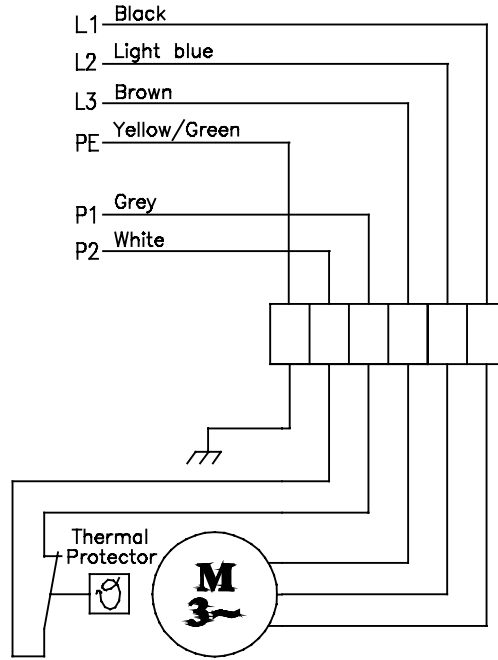 L1 Black
L2 Light blue
L3 Brown
PE Yellow/Green
P1 Grey
P2 White
Thermal
Protector
M
3~